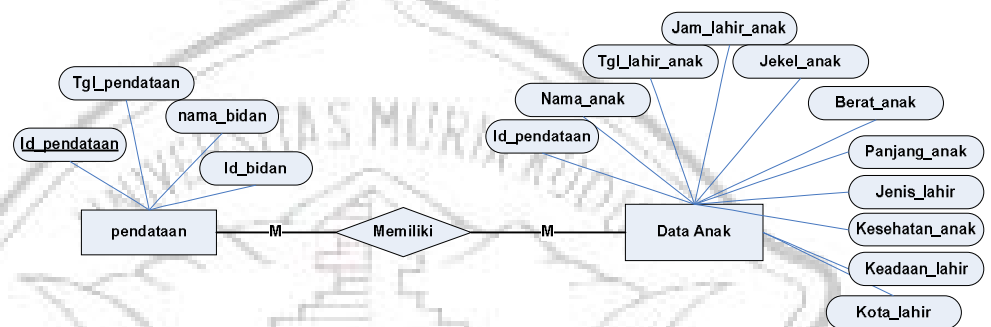 Jam_lahir_anak
Tgl_lahir_anak
Jekel_anak
Tgl_pendataan
Nama_anak
Berat_anak
nama_bidan
Id_pendataan
Id_pendataan
Panjang_anak
Id_bidan
Jenis_lahir
pendataan
M
Memiliki
M
Data Anak
Kesehatan_anak
Keadaan_lahir
Kota_lahir